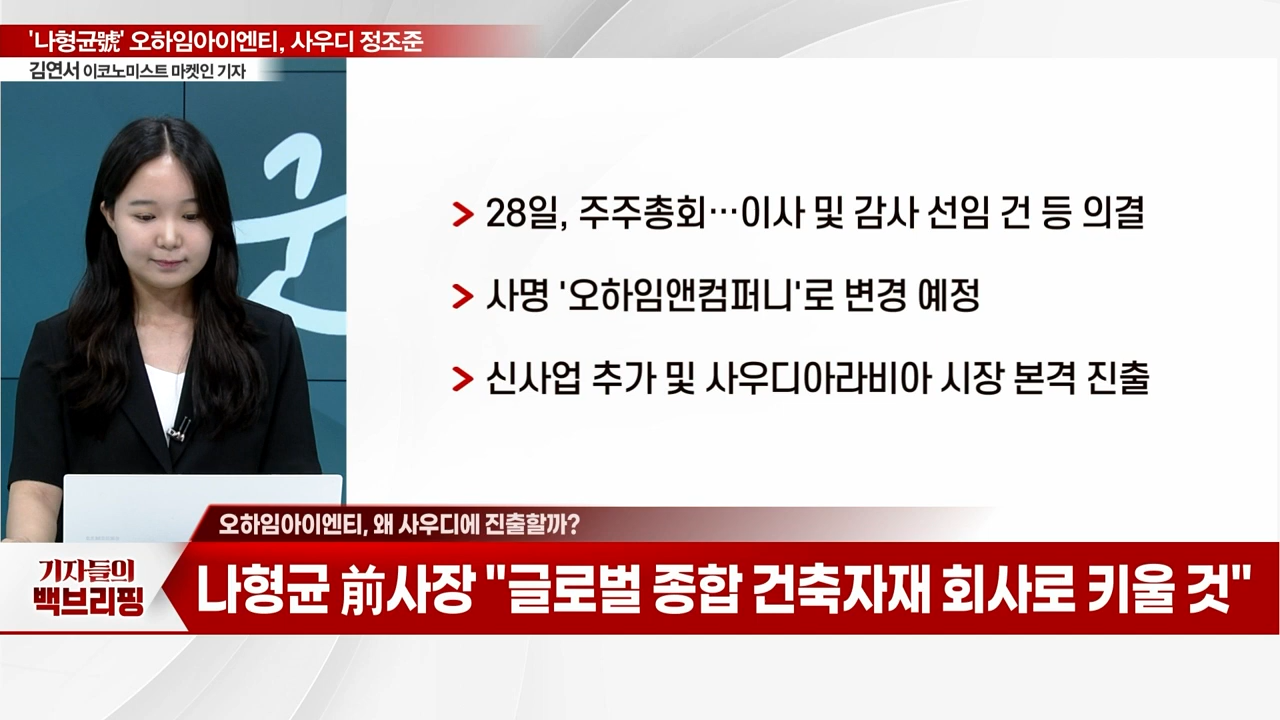 '나형균號' 오하임아이엔티, 사우디 정조준
김연서 이코노미스트 마켓인 기자
28일, 주주총회…이사 및 감사 선임 건 등 의결
사명 '오하임앤컴퍼니'로 변경 예정
신사업 추가 및 사우디아라비아 시장 본격 진출
오하임아이엔티, 왜 사우디에 진출할까?
기자들의
백브리핑
나형균 前사장 "글로벌 종합 건축자재 회사로 키울 것"